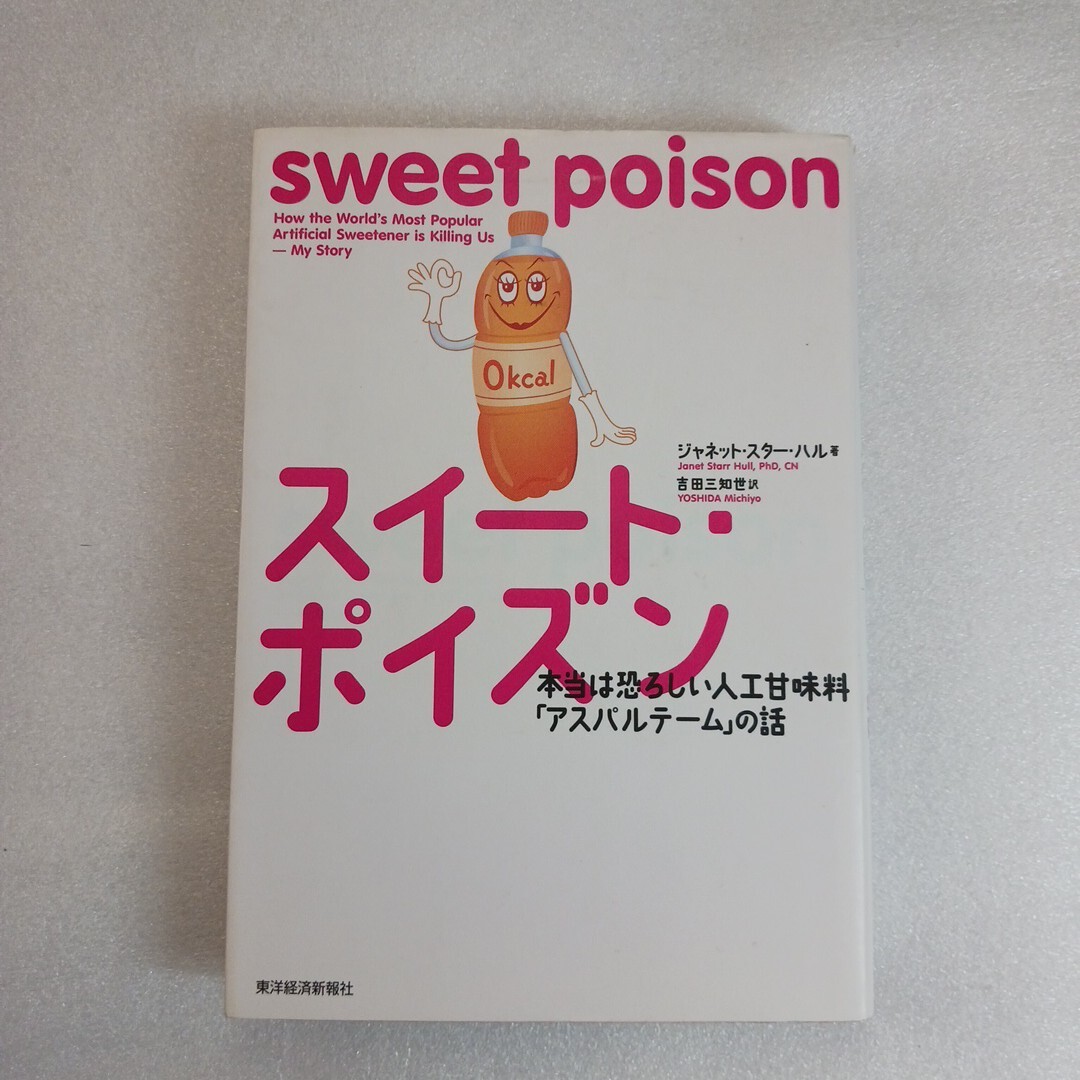 sweet poison
How the World's Most Popular
Artificial Sweetener is Killing Us
— My Story
0kcal
ジャネット・スター・ハル著
Janet Starr Hull, PhD, CN
吉田三知世訳
YOSHIDA Michiyo
スイート・
ポイズン
本当は恐ろしい人工甘味料
「アスパルテーム」の話
東洋経済新報社